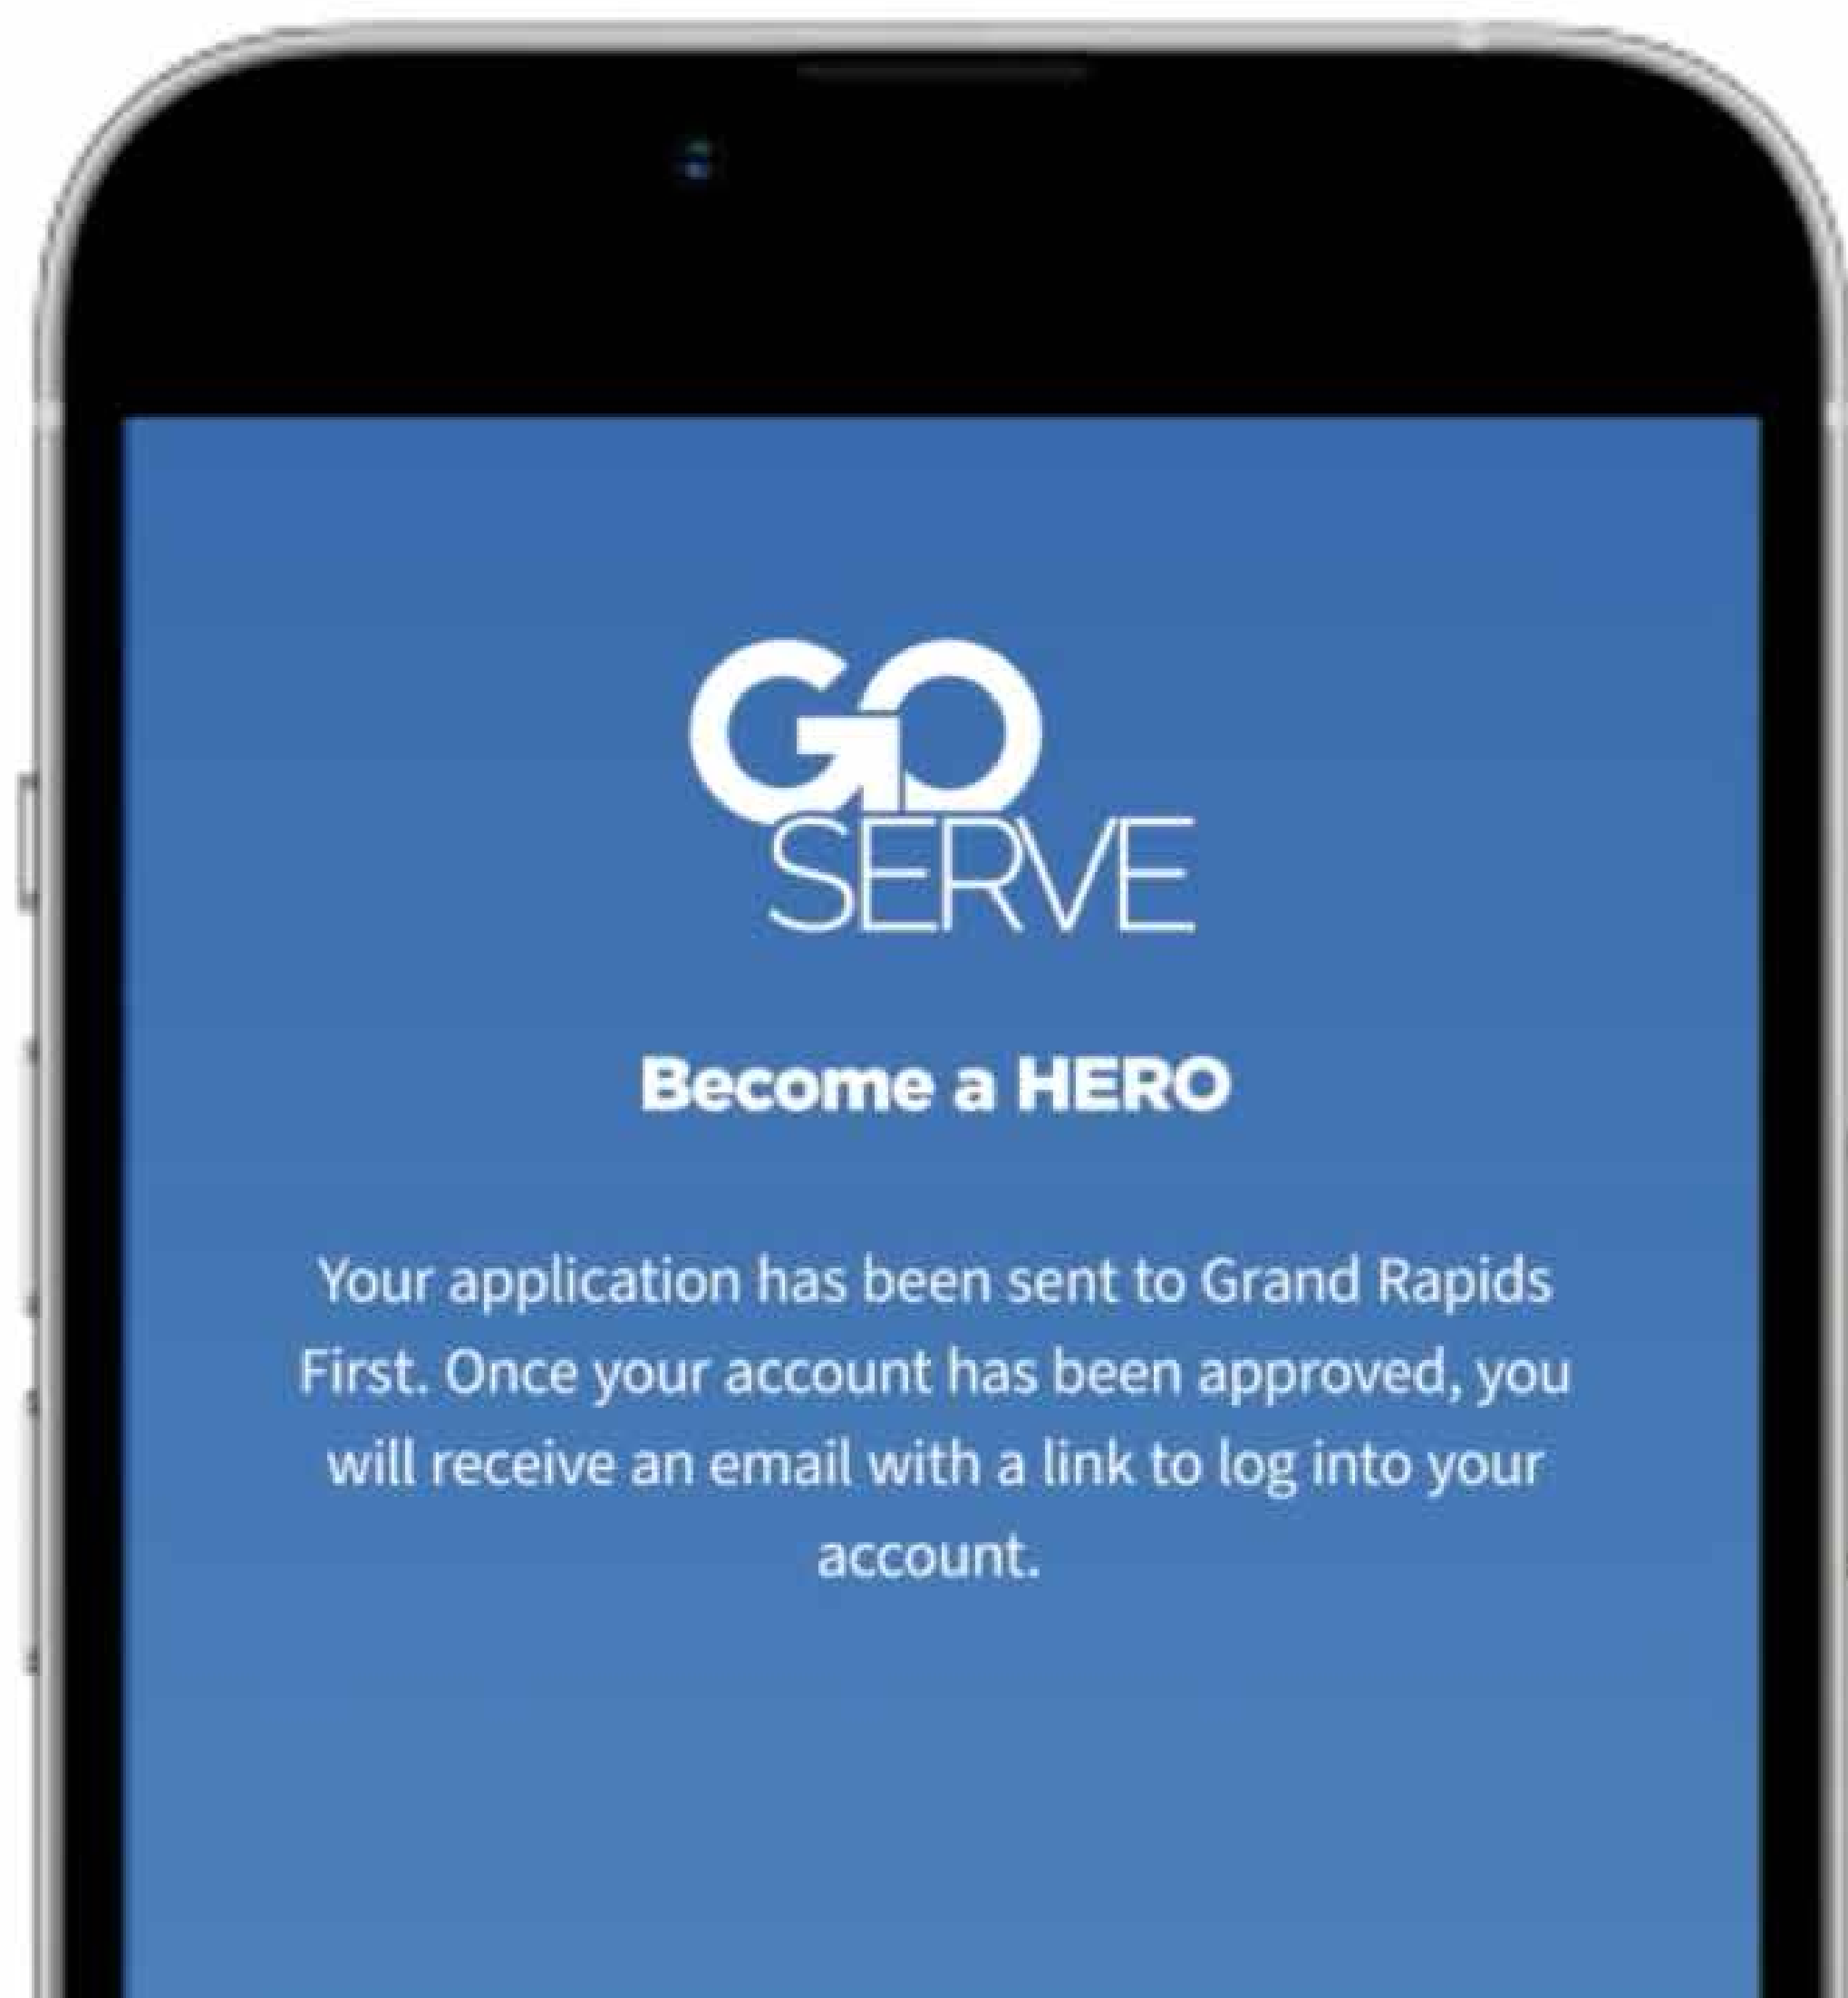 GO
SERVE
Become a HERO
Your application has been sent to Grand Rapids
First. Once your account has been approved, you
will receive an email with a link to log into your
account.